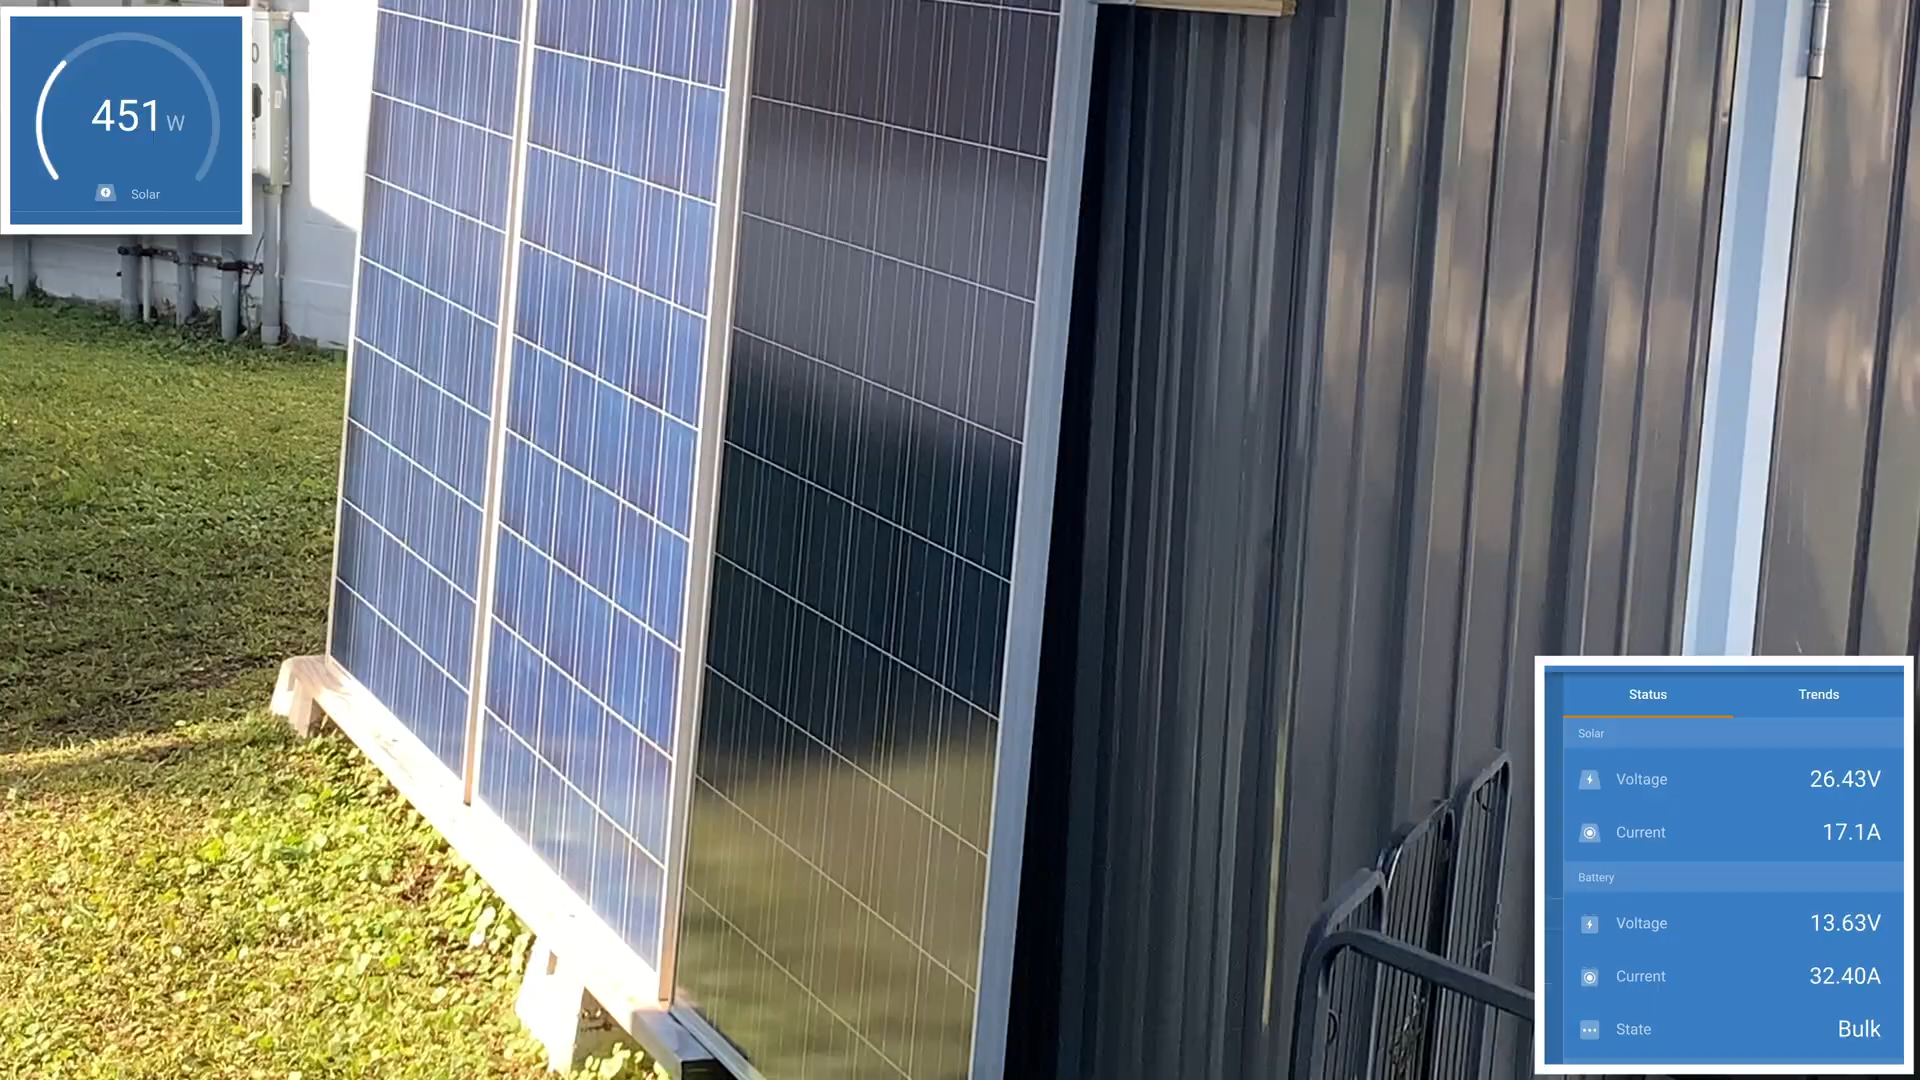 451W
Solar
Status Trends
Solar
Voltage 26.43V
Current 17.1A
Battery
Voltage 13.63V
Current 32.40A
State Bulk